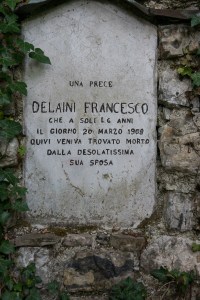 UNA PRECE
DELAINI FRANCESCO
CHE A SOLI 26 ANNI
IL GIORNO 26 MARZO 1908
QUIVI VENIVA TROVATO MORTO
DALLA DESOLATISSIMA
SUA SPOSA